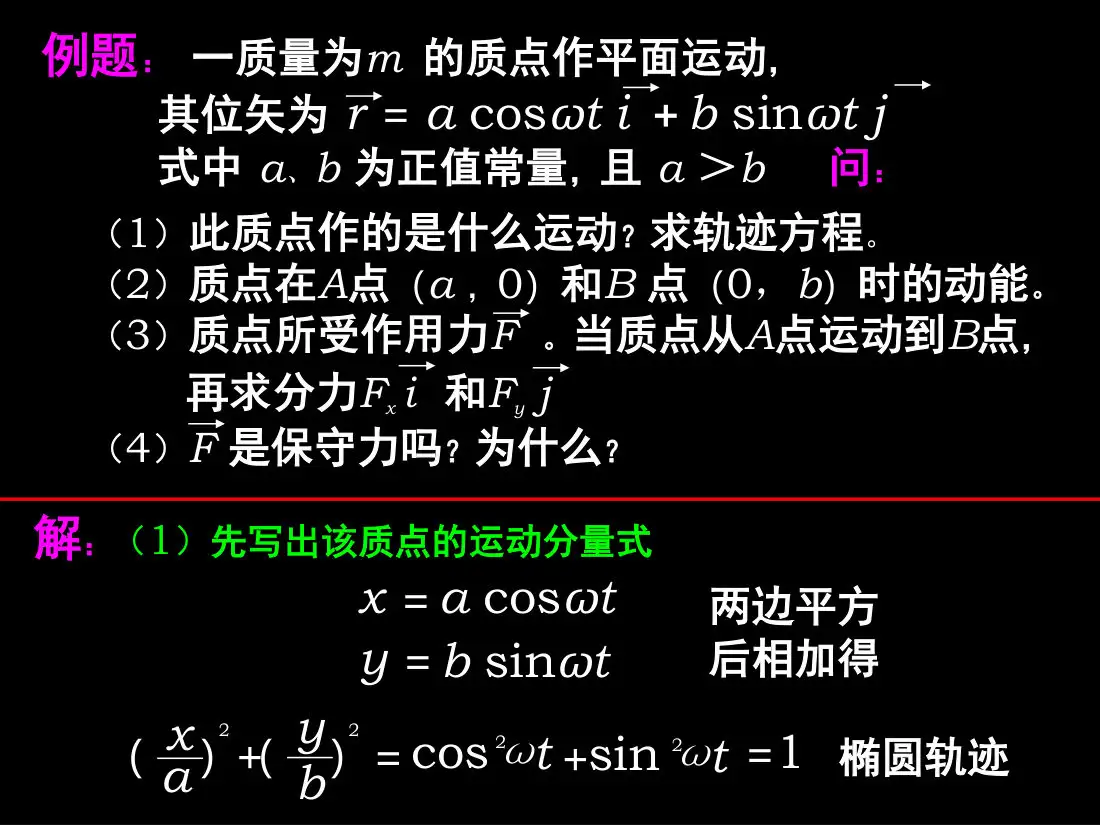 例题： 一质量为m 的质点作平面运动,
其位矢为 r⃗ = a cosωt i⃗ + b sinωt j⃗
式中 a、b 为正值常量, 且 a ＞b 问：
（1）此质点作的是什么运动？求轨迹方程。
（2）质点在A点（a , 0）和B 点（0， b）时的动能。
（3）质点所受作用力F⃗ 。当质点从A点运动到B点,
再求分力Fₓ i⃗ 和F_y j⃗
（4）F⃗ 是保守力吗？为什么？
解：（1）先写出该质点的运动分量式
x = a cosωt 两边平方
y = b sinωt 后相加得
( x/a )² +( y/b )² = cos²ωt +sin ²ωt =1 椭圆轨迹